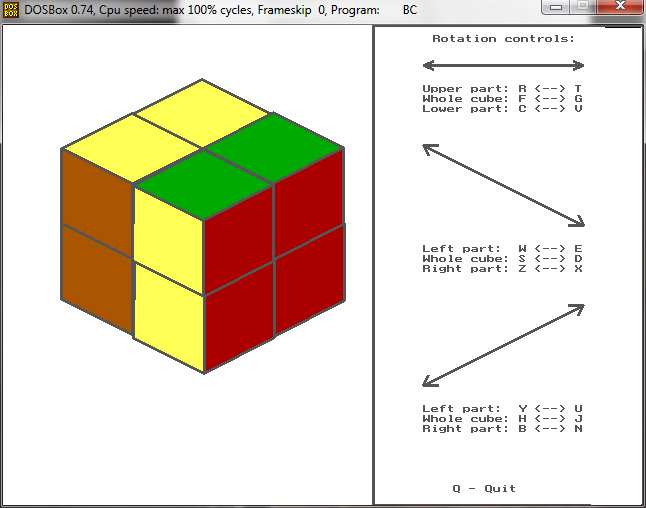 DOS BOX DOSBox 0.74, Cpu speed: max 100% cycles, Frameskip 0, Program: BC
Rotation controls:
Upper part: R <--> T
Whole cube: F <--> G
Lower part: C <--> V
Left part: W <--> E
Whole cube: S <--> D
Right part: Z <--> X
Left part: Y <--> U
Whole cube: H <--> J
Right part: B <--> N
Q - Quit